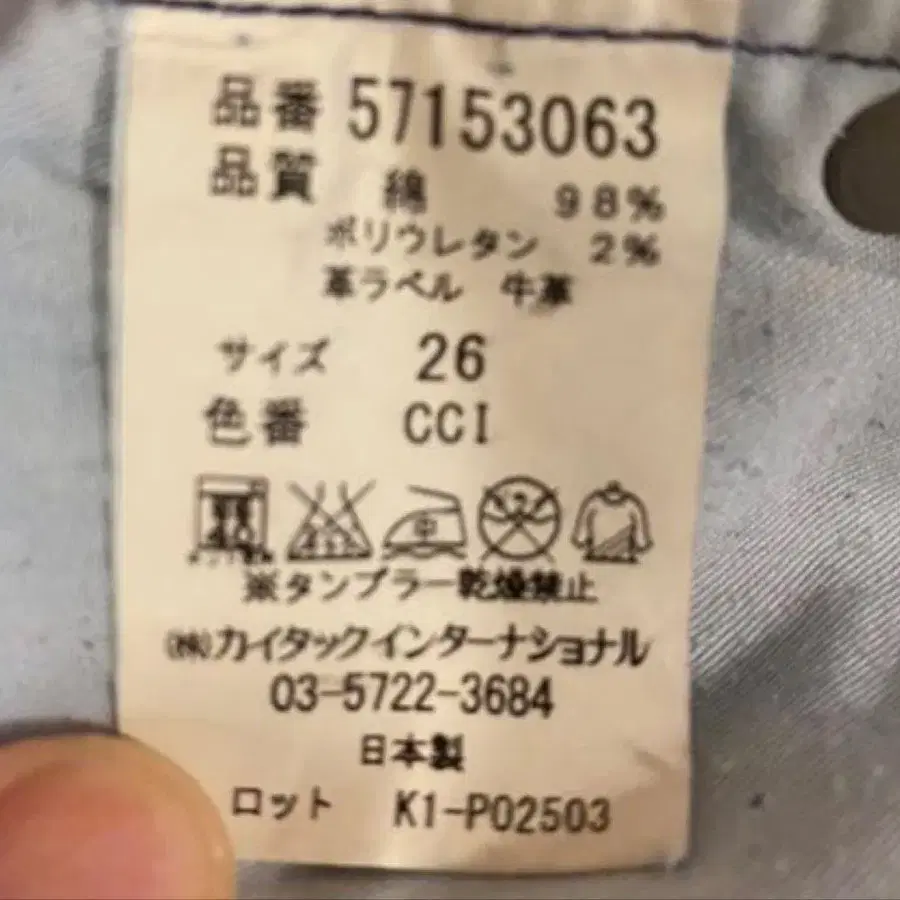 品番 57153063
品質 綿 98%
ポリウレタン 2%
革ラベル 牛革
サイズ 26
色番 CCI
※タンブラー乾燥禁止
㈱カイタックインターナショナル
03-5722-3684
日本製
ロット K1-P02503